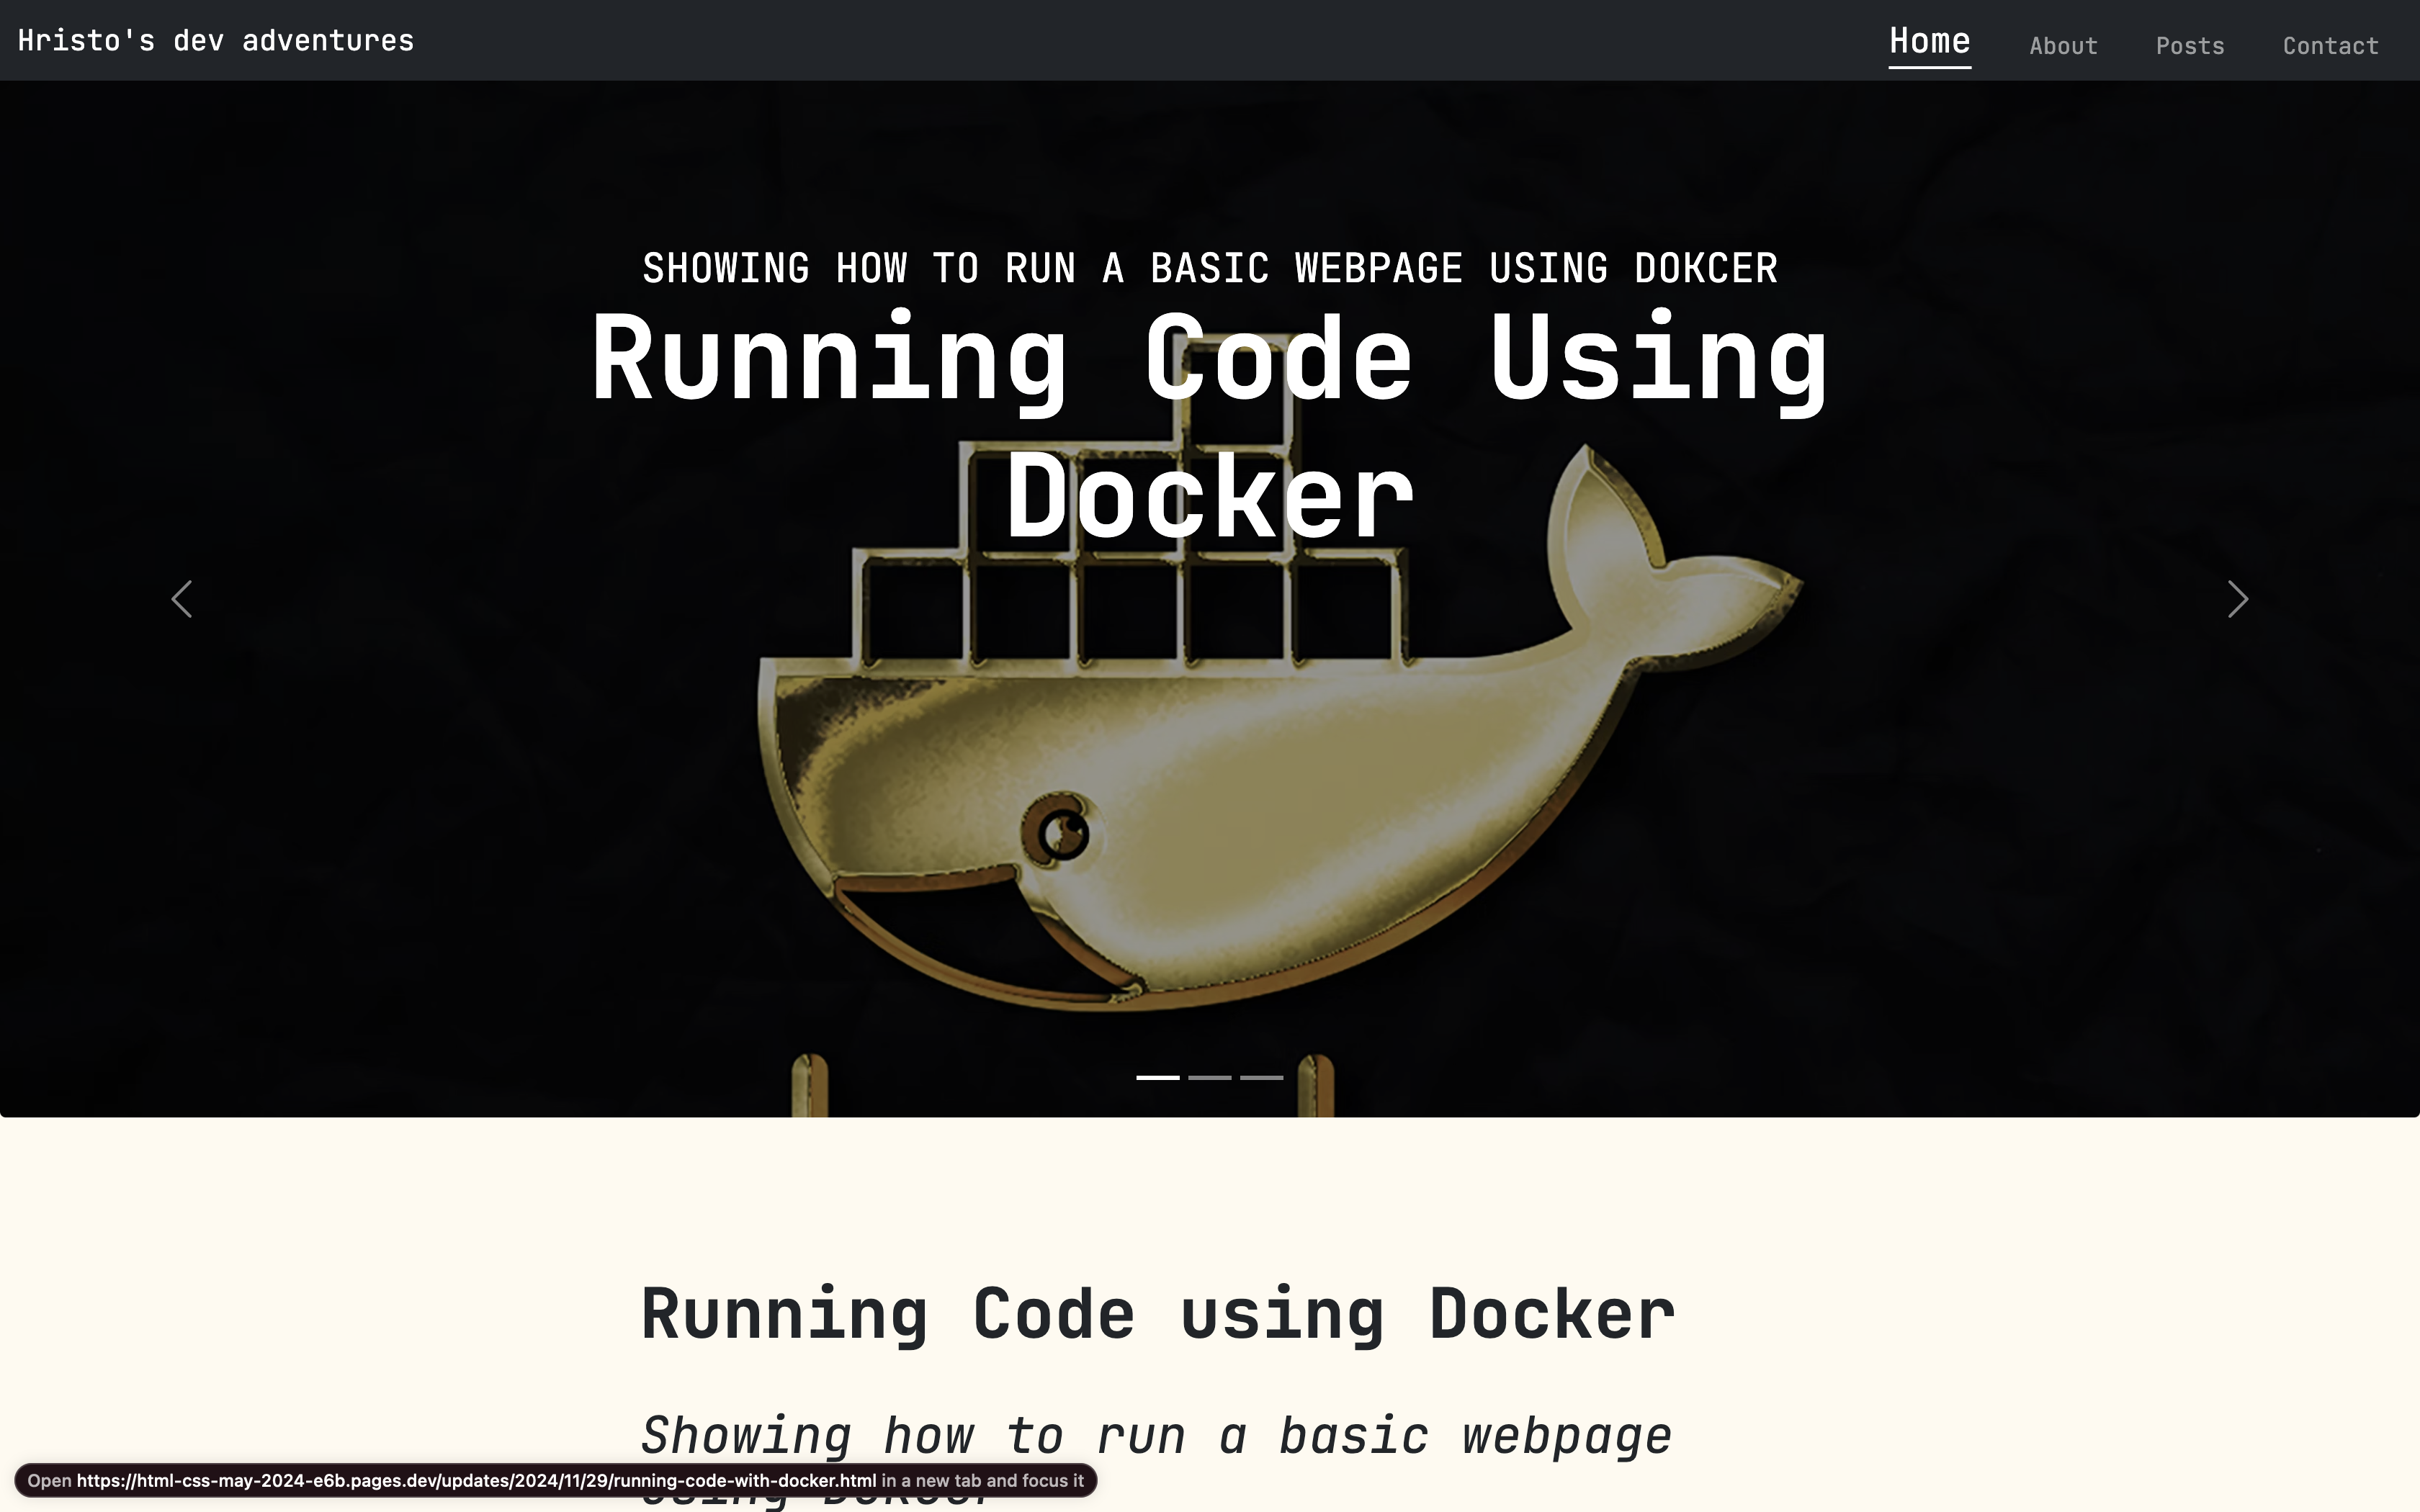 Hristo's dev adventures
Home About Posts Contact
SHOWING HOW TO RUN A BASIC WEBPAGE USING DOKCER
Running Code Using
Docker
Running Code using Docker
Showing how to run a basic webpage
Open https://html-css-may-2024-e6b.pages.dev/updates/2024/11/29/running-code-with-docker.html in a new tab and focus it